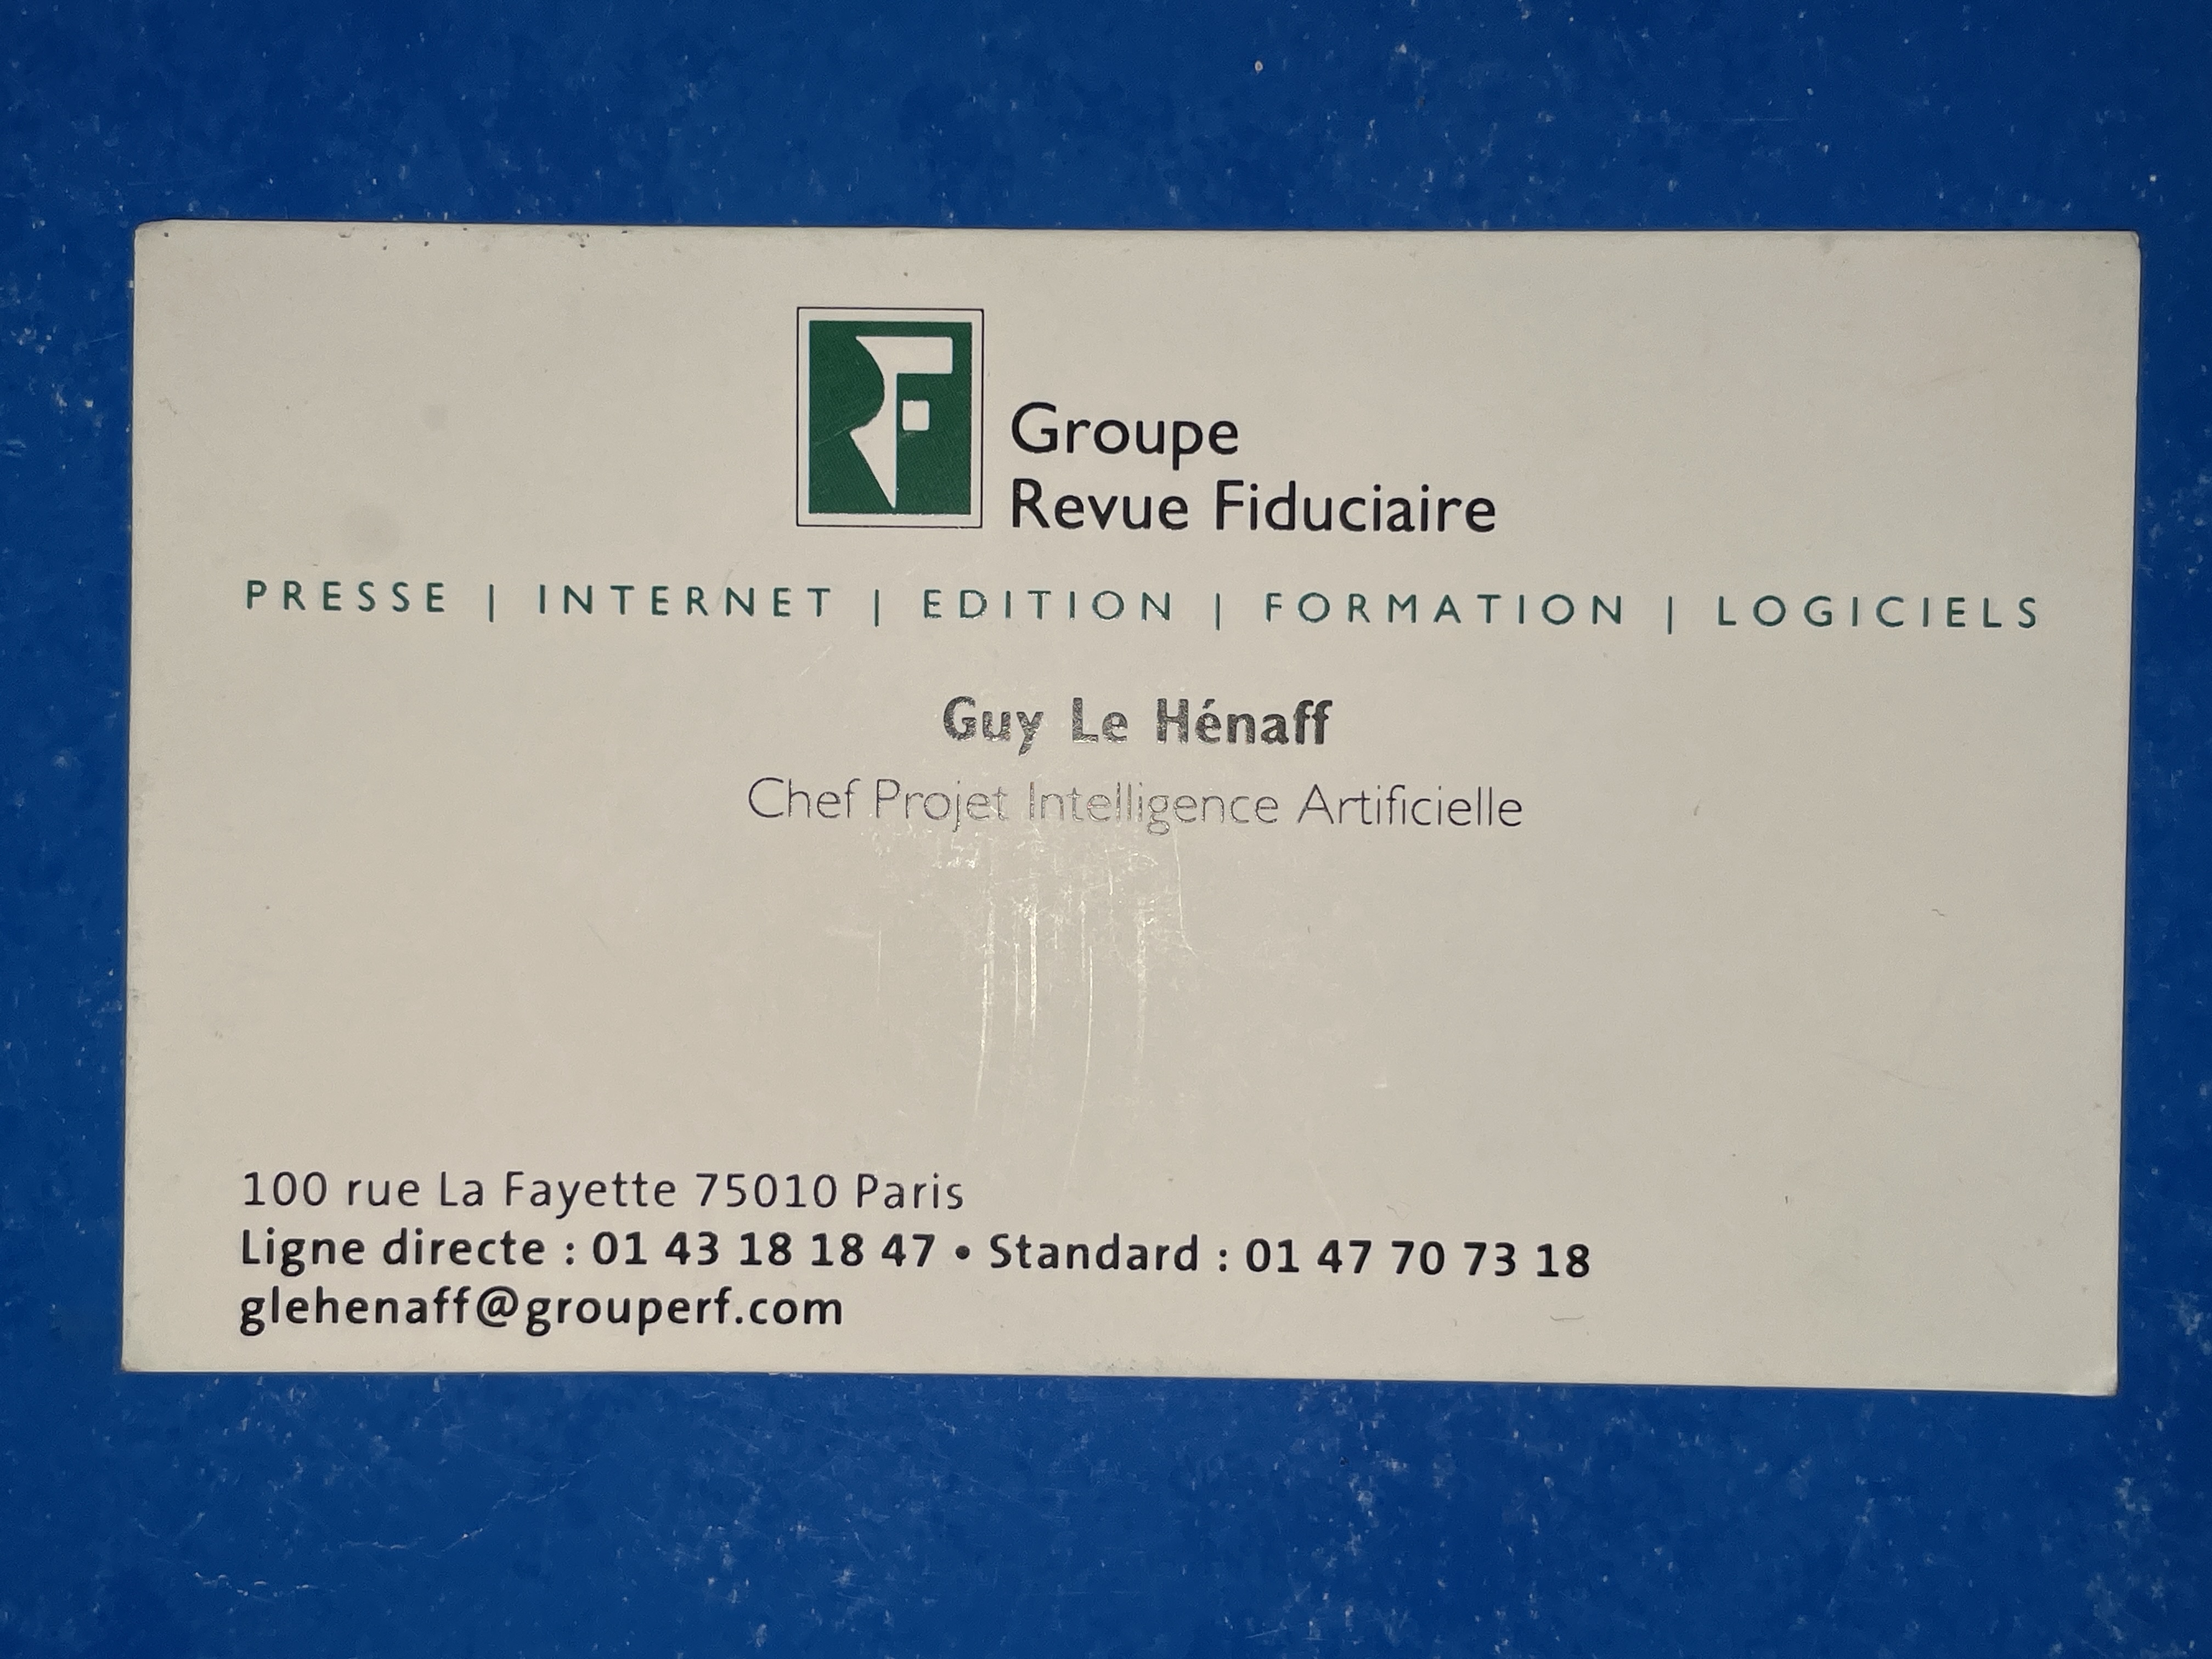 RF
Groupe
Revue Fiduciaire
PRESSE | INTERNET | EDITION | FORMATION | LOGICIELS
Guy Le Hénaff
Chef Projet Intelligence Artificielle
100 rue La Fayette 75010 Paris
Ligne directe : 01 43 18 18 47 • Standard : 01 47 70 73 18
glehenaff@grouperf.com